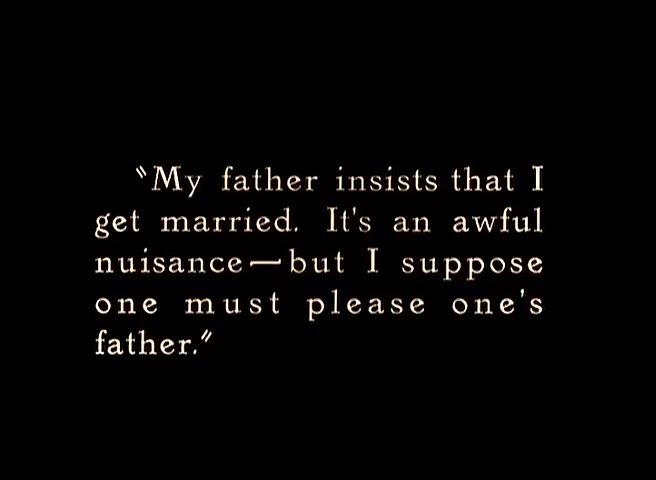 "My father insists that I
get married. It's an awful
nuisance—but I suppose
one must please one's
father."